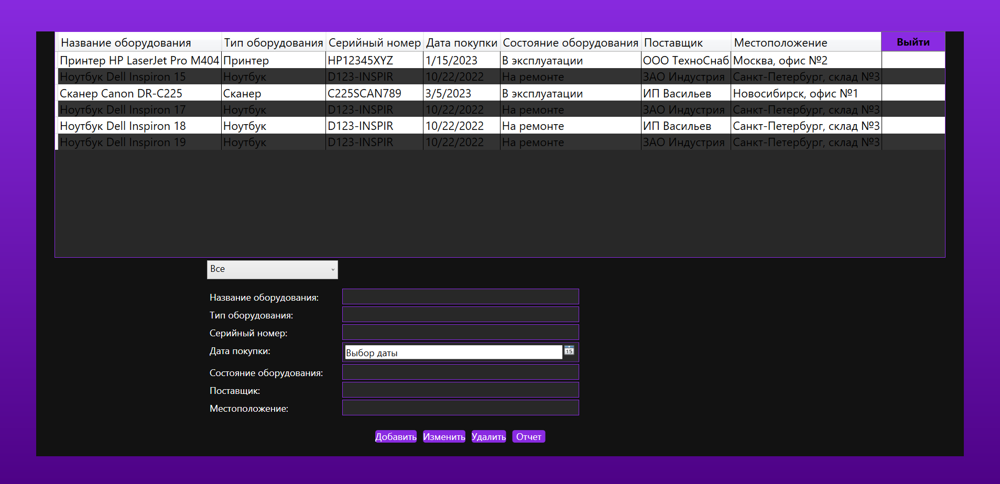 Название оборудования Тип оборудования Серийный номер Дата покупки Состояние оборудования Поставщик Местоположение Выйти
Принтер HP LaserJet Pro M404 Принтер HP12345XYZ 1/15/2023 В эксплуатации ООО ТехноСнаб Москва, офис №2
Ноутбук Dell Inspiron 15 Ноутбук D123-INSPIR 10/22/2022 На ремонте ЗАО Индустрия Санкт-Петербург, склад №3
Сканер Canon DR-C225 Сканер C225SCAN789 3/5/2023 В эксплуатации ИП Васильев Новосибирск, офис №1
Ноутбук Dell Inspiron 17 Ноутбук D123-INSPIR 10/22/2022 На ремонте ЗАО Индустрия Санкт-Петербург, склад №3
Ноутбук Dell Inspiron 18 Ноутбук D123-INSPIR 10/22/2022 На ремонте ИП Васильев Санкт-Петербург, склад №3
Ноутбук Dell Inspiron 19 Ноутбук D123-INSPIR 10/22/2022 На ремонте ЗАО Индустрия Санкт-Петербург, склад №3
Все
Название оборудования:
Тип оборудования:
Серийный номер:
Дата покупки: Выбор даты 15
Состояние оборудования:
Поставщик:
Местоположение:
Добавить Изменить Удалить Отчет